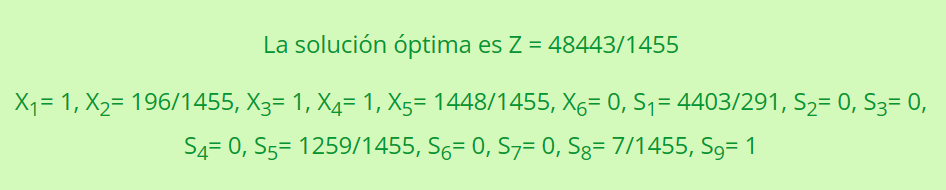 La solución óptima es Z = 48443/1455
X₁= 1, X₂= 196/1455, X₃= 1, X₄= 1, X₅= 1448/1455, X₆= 0, S₁= 4403/291, S₂= 0, S₃= 0,
S₄= 0, S₅= 1259/1455, S₆= 0, S₇= 0, S₈= 7/1455, S₉= 1